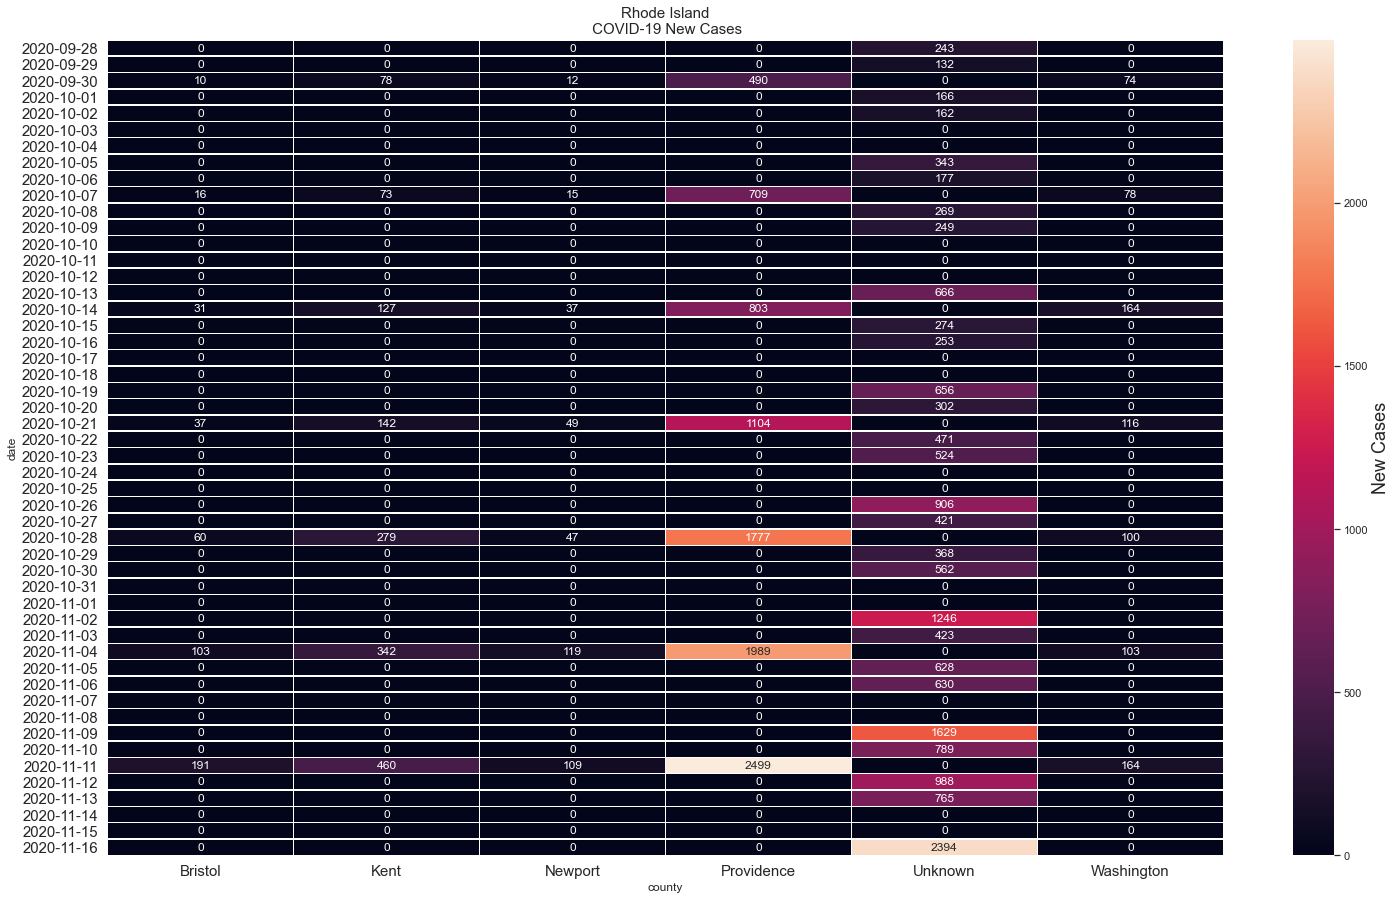 Rhode Island
COVID-19 New Cases
2020-09-28 0 0 0 0 243 0
2020-09-29 0 0 0 0 132 0
2020-09-30 10 78 12 490 0 74
2020-10-01 0 0 0 0 166 0
2020-10-02 0 0 0 0 162 0
2020-10-03 0 0 0 0 0 0
2020-10-04 0 0 0 0 0 0
2020-10-05 0 0 0 0 343 0
2020-10-06 0 0 0 0 177 0
2020-10-07 16 73 15 709 0 78
2020-10-08 0 0 0 0 269 0
2020-10-09 0 0 0 0 249 0
2020-10-10 0 0 0 0 0 0
2020-10-11 0 0 0 0 0 0
2020-10-12 0 0 0 0 0 0
2020-10-13 0 0 0 0 666 0
2020-10-14 31 127 37 803 0 164
2020-10-15 0 0 0 0 274 0
2020-10-16 0 0 0 0 253 0
2020-10-17 0 0 0 0 0 0
2020-10-18 0 0 0 0 0 0
2020-10-19 0 0 0 0 656 0
2020-10-20 0 0 0 0 302 0
2020-10-21 37 142 49 1104 0 116
2020-10-22 0 0 0 0 471 0
2020-10-23 0 0 0 0 524 0
2020-10-24 0 0 0 0 0 0
2020-10-25 0 0 0 0 0 0
2020-10-26 0 0 0 0 906 0
2020-10-27 0 0 0 0 421 0
2020-10-28 60 279 47 1777 0 100
2020-10-29 0 0 0 0 368 0
2020-10-30 0 0 0 0 562 0
2020-10-31 0 0 0 0 0 0
2020-11-01 0 0 0 0 0 0
2020-11-02 0 0 0 0 1246 0
2020-11-03 0 0 0 0 423 0
2020-11-04 103 342 119 1989 0 103
2020-11-05 0 0 0 0 628 0
2020-11-06 0 0 0 0 630 0
2020-11-07 0 0 0 0 0 0
2020-11-08 0 0 0 0 0 0
2020-11-09 0 0 0 0 1629 0
2020-11-10 0 0 0 0 789 0
2020-11-11 191 460 109 2499 0 164
2020-11-12 0 0 0 0 988 0
2020-11-13 0 0 0 0 765 0
2020-11-14 0 0 0 0 0 0
2020-11-15 0 0 0 0 0 0
2020-11-16 0 0 0 0 2394 0
Bristol Kent Newport Providence Unknown Washington
county
date
2000
1500
1000
500
0
New Cases